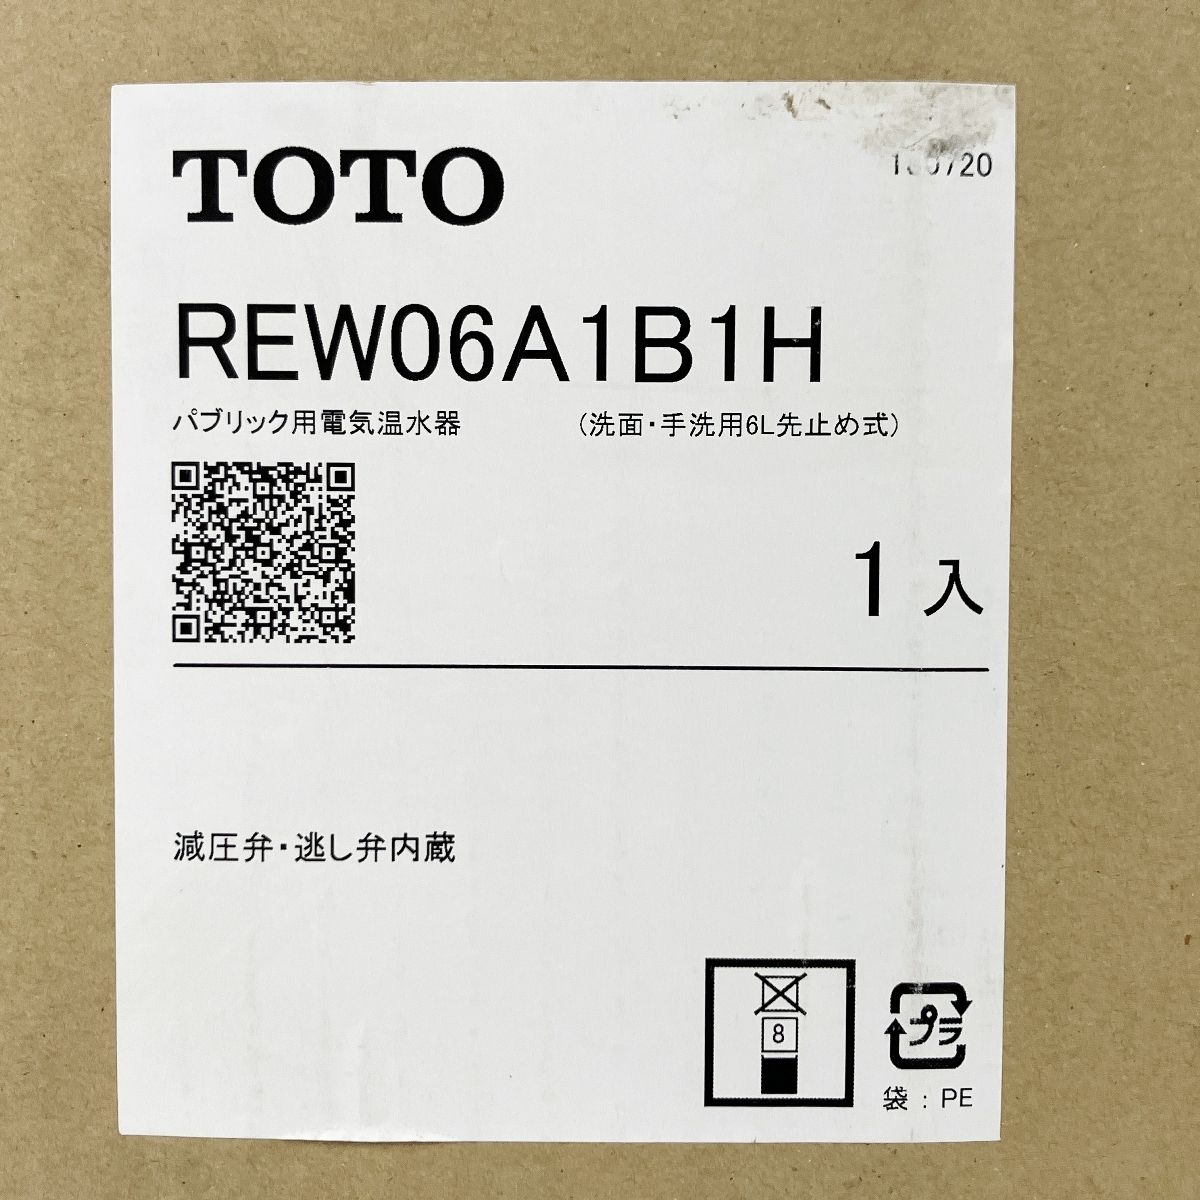 TOTO
REW06A1B1H
パブリック用電気温水器 (洗面・手洗用6L先止め式)
1入
減圧弁・逃し弁内蔵
8
プラ
袋：PE